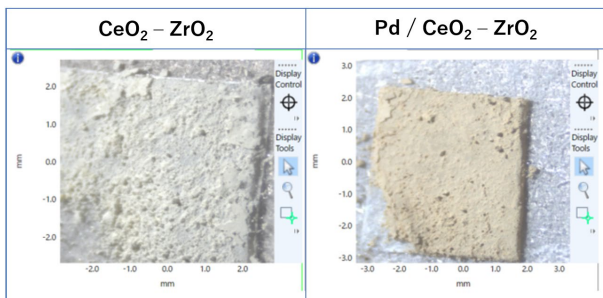 CeO₂ – ZrO₂
Pd / CeO₂ – ZrO₂
Display
Control
Display
Tools
2.0
1.0
0.0
-1.0
-2.0
mm
-2.0 -1.0 0.0 1.0 2.0
mm
Display
Control
Display
Tools
3.0
2.0
1.0
0.0
-1.0
-2.0
-3.0
mm
-3.0 -2.0 -1.0 0.0 1.0 2.0 3.0
mm